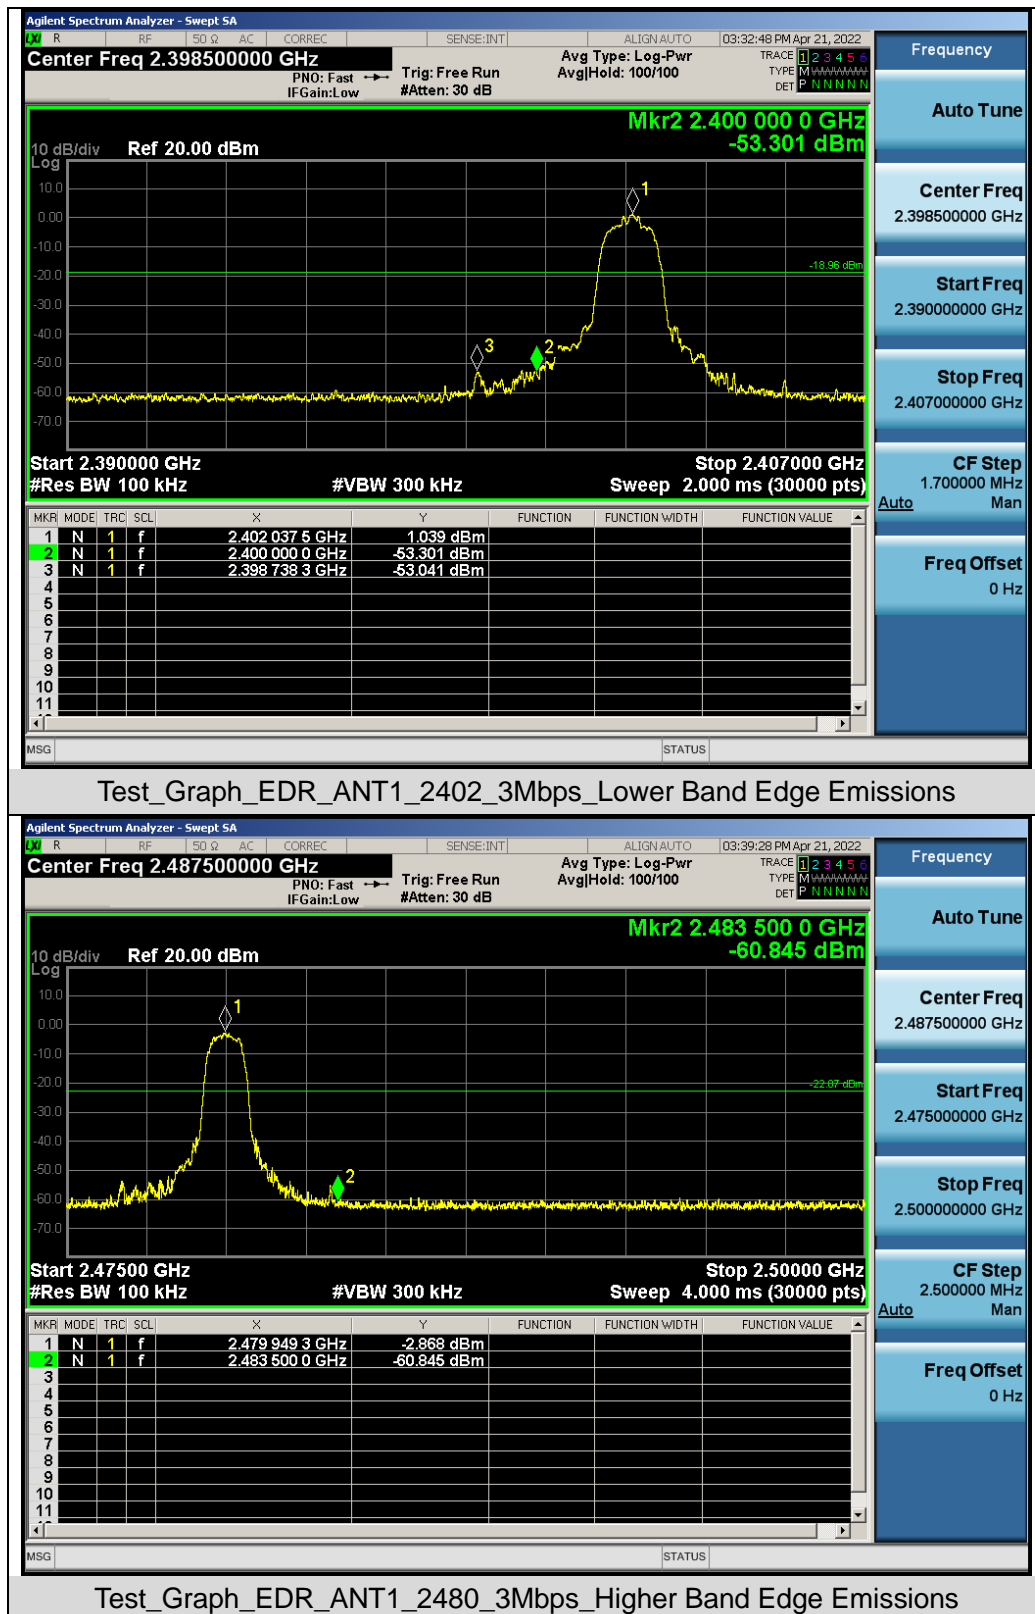 Agilent Spectrum Analyzer - Swept SA
LXI R RF 50 Ω AC CORREC SENSE:INT ALIGN AUTO 03:32:48 PM Apr 21, 2022
Center Freq 2.398500000 GHz
PNO: Fast
IFGain:Low
Trig: Free Run
#Atten: 30 dB
Avg Type: Log-Pwr
Avg|Hold: 100/100
TRACE 1 2 3 4 5 6
TYPE M
DET P N N N N N
Mkr2 2.400 000 0 GHz
-53.301 dBm
10 dB/div Ref 20.00 dBm
Log
10.0
0.00
-10.0
-20.0
-30.0
-40.0
-50.0
-60.0
-70.0
1
-18.96 dBm
3
2
Start 2.390000 GHz Stop 2.407000 GHz
#Res BW 100 kHz #VBW 300 kHz Sweep 2.000 ms (30000 pts)
MKR MODE TRC SCL X Y FUNCTION FUNCTION WIDTH FUNCTION VALUE
1 N 1 f 2.402 037 5 GHz 1.039 dBm
2 N 1 f 2.400 000 0 GHz -53.301 dBm
3 N 1 f 2.398 738 3 GHz -53.041 dBm
4
5
6
7
8
9
10
11
MSG STATUS
Frequency
Auto Tune
Center Freq
2.398500000 GHz
Start Freq
2.390000000 GHz
Stop Freq
2.407000000 GHz
CF Step
1.700000 MHz
Auto Man
Freq Offset
0 Hz
Test_Graph_EDR_ANT1_2402_3Mbps_Lower Band Edge Emissions
Agilent Spectrum Analyzer - Swept SA
LXI R RF 50 Ω AC CORREC SENSE:INT ALIGN AUTO 03:39:28 PM Apr 21, 2022
Center Freq 2.487500000 GHz
PNO: Fast
IFGain:Low
Trig: Free Run
#Atten: 30 dB
Avg Type: Log-Pwr
Avg|Hold: 100/100
TRACE 1 2 3 4 5 6
TYPE M
DET P N N N N N
Mkr2 2.483 500 0 GHz
-60.845 dBm
10 dB/div Ref 20.00 dBm
Log
10.0
0.00
-10.0
-20.0
-30.0
-40.0
-50.0
-60.0
-70.0
1
-22.87 dBm
2
Start 2.47500 GHz Stop 2.50000 GHz
#Res BW 100 kHz #VBW 300 kHz Sweep 4.000 ms (30000 pts)
MKR MODE TRC SCL X Y FUNCTION FUNCTION WIDTH FUNCTION VALUE
1 N 1 f 2.479 949 3 GHz -2.868 dBm
2 N 1 f 2.483 500 0 GHz -60.845 dBm
3
4
5
6
7
8
9
10
11
MSG STATUS
Frequency
Auto Tune
Center Freq
2.487500000 GHz
Start Freq
2.475000000 GHz
Stop Freq
2.500000000 GHz
CF Step
2.500000 MHz
Auto Man
Freq Offset
0 Hz
Test_Graph_EDR_ANT1_2480_3Mbps_Higher Band Edge Emissions